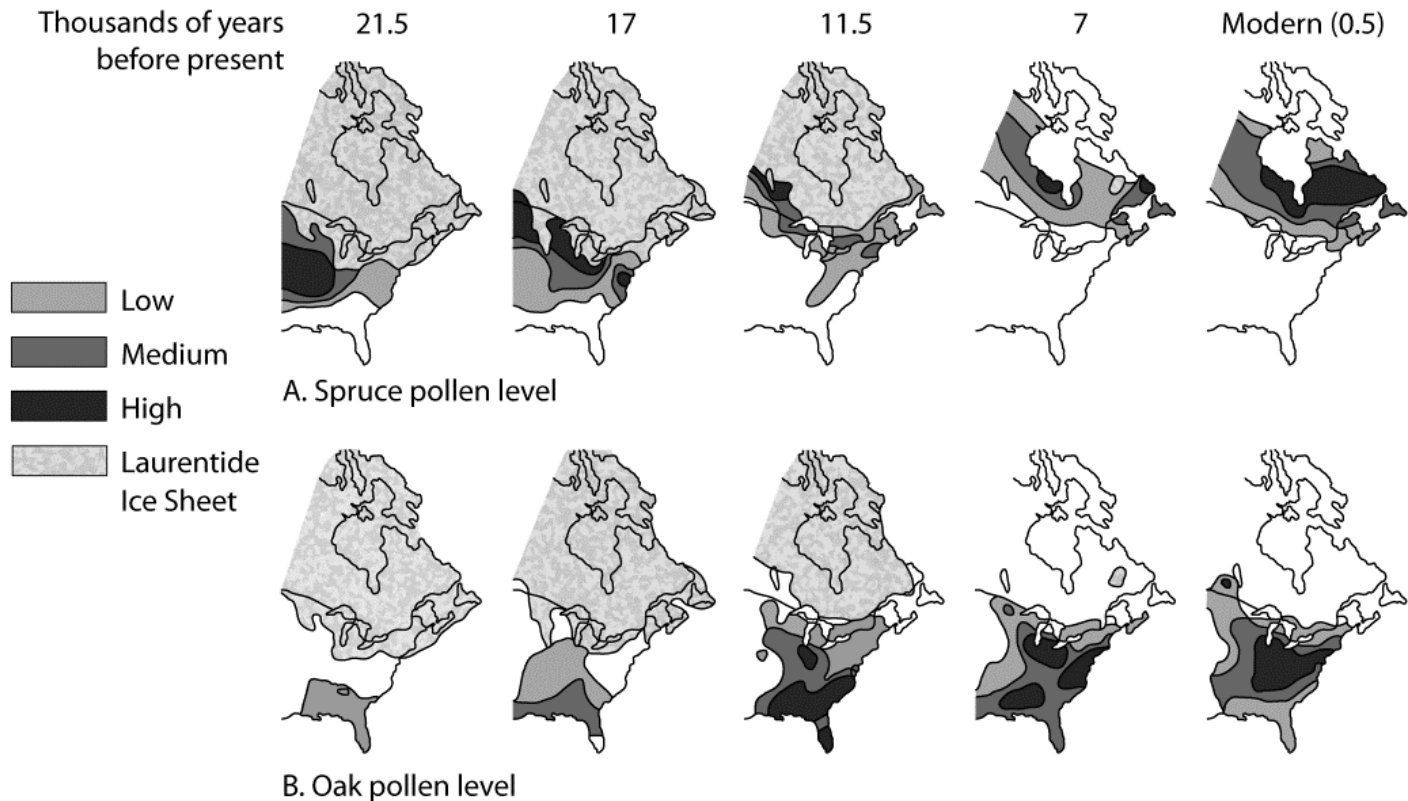 Thousands of years
before present
21.5
17
11.5
7
Modern (0.5)
Low
Medium
High
Laurentide
Ice Sheet
A. Spruce pollen level
B. Oak pollen level